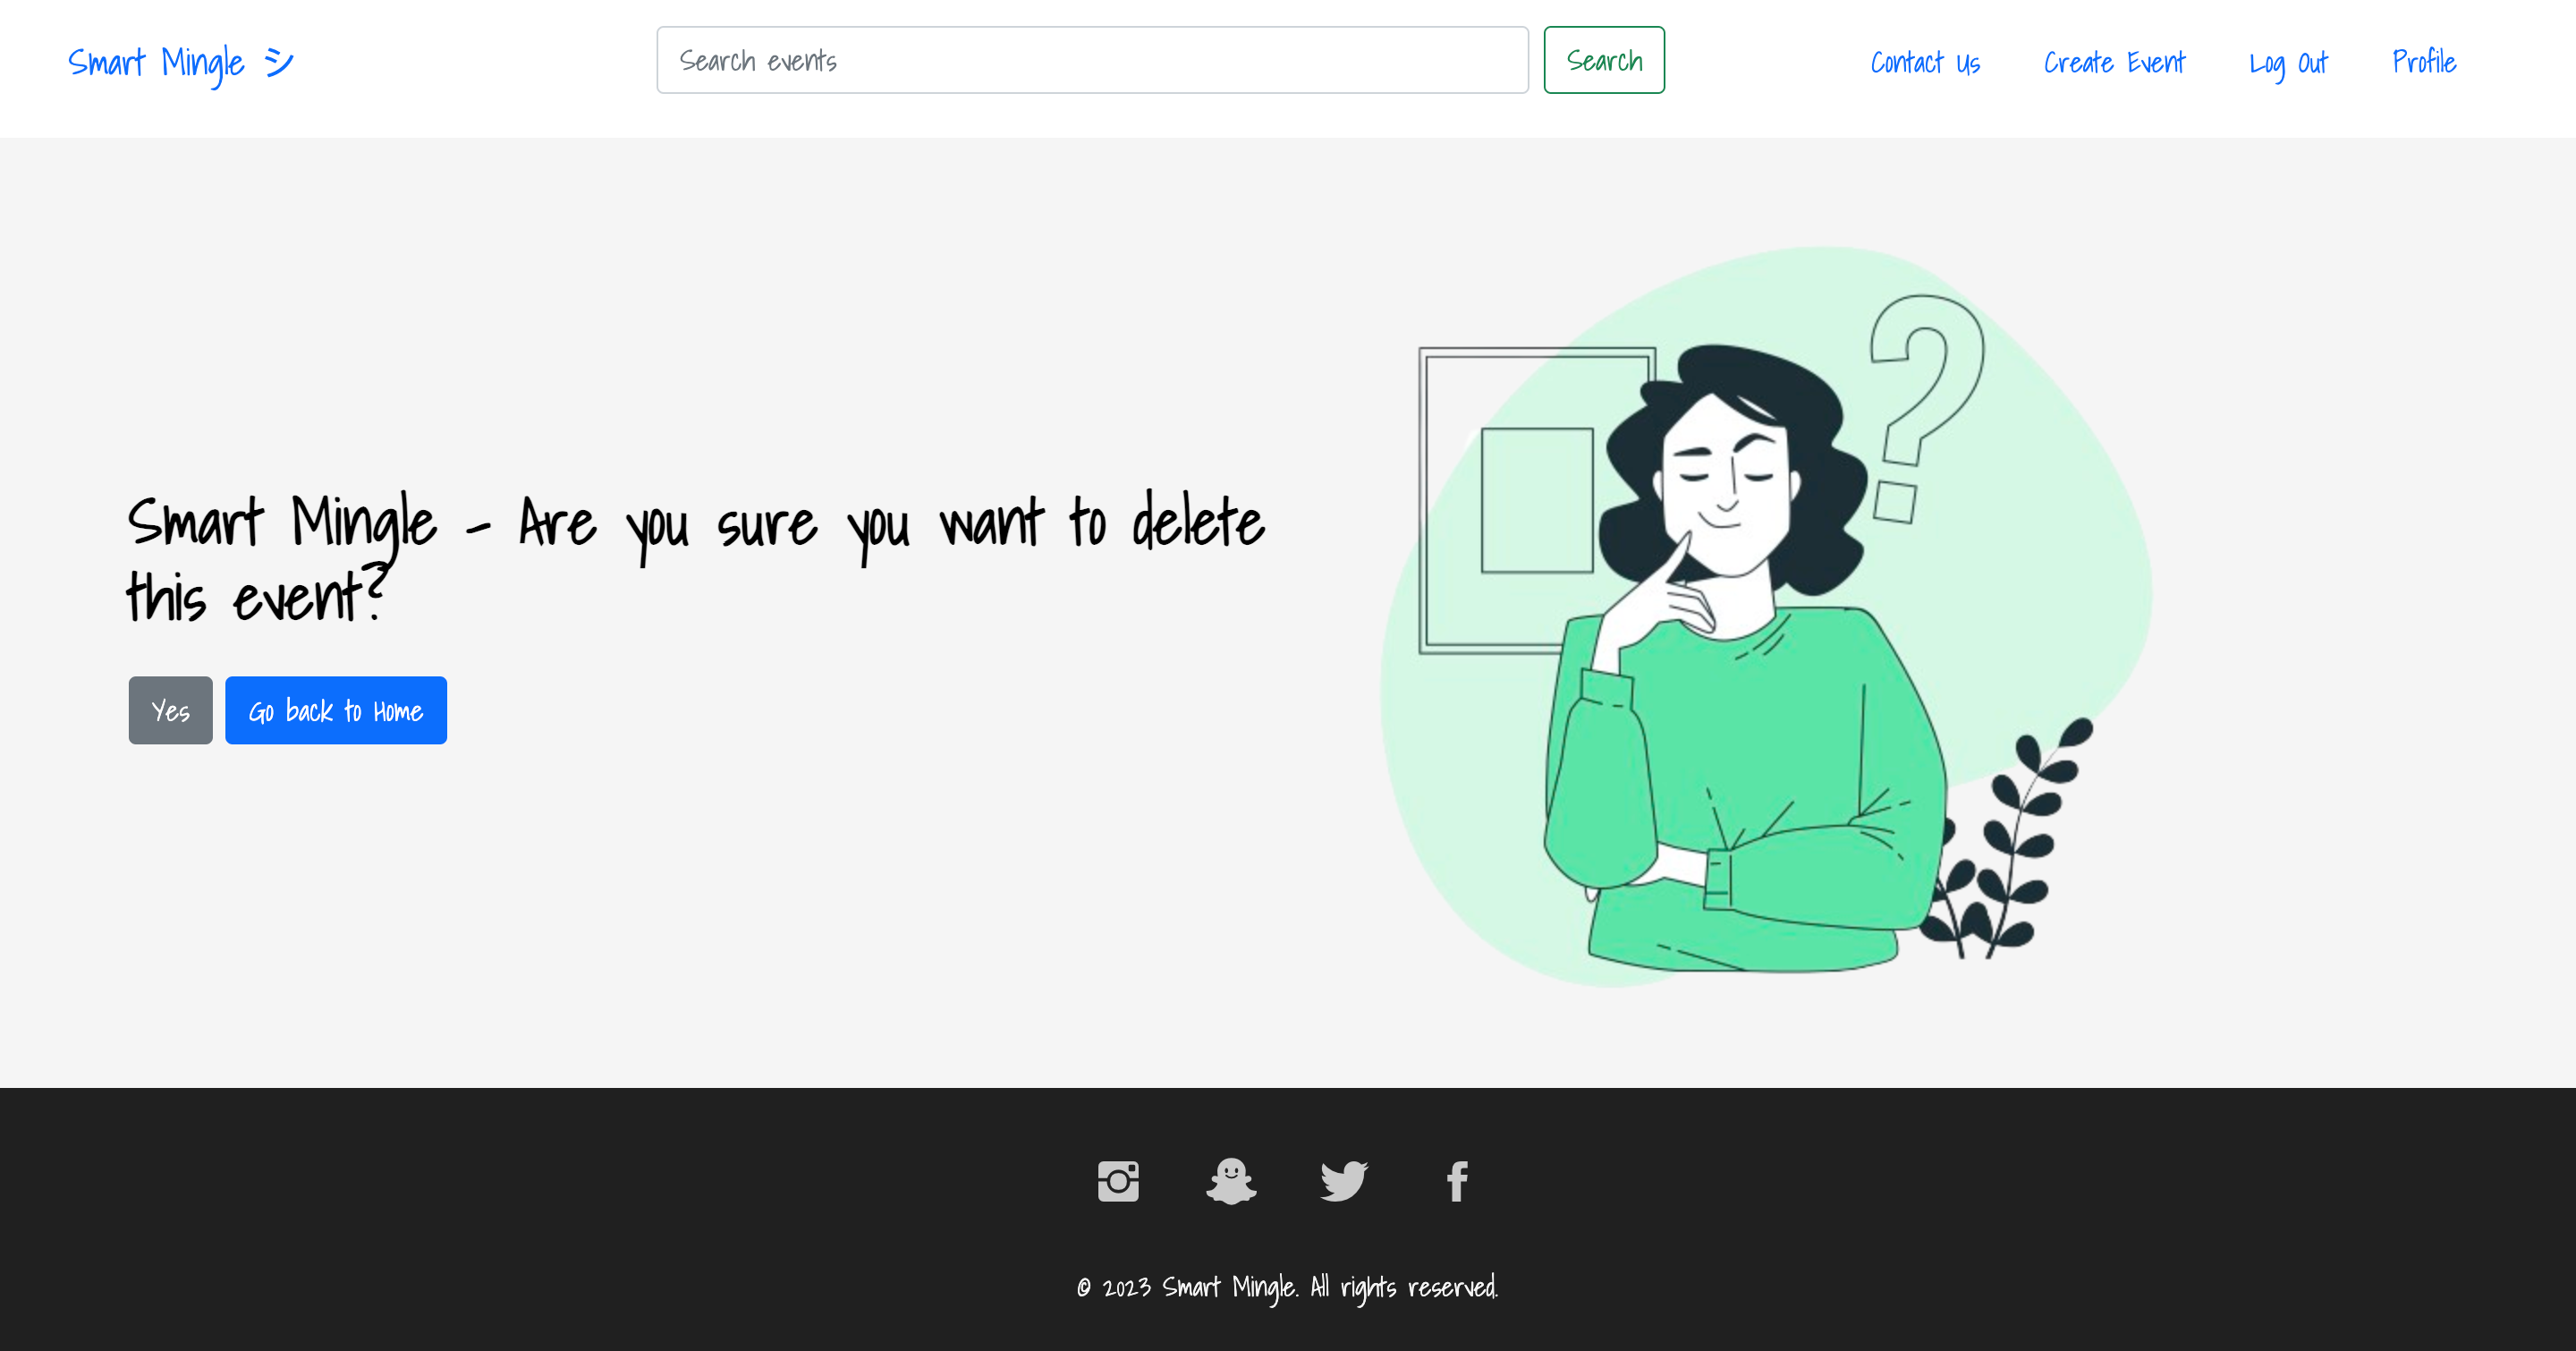 Smart Mingle シ
Search events
Search
Contact Us
Create Event
Log Out
Profile
Smart Mingle - Are you sure you want to delete
this event?
Yes
Go back to Home
?
© 2023 Smart Mingle. All rights reserved.